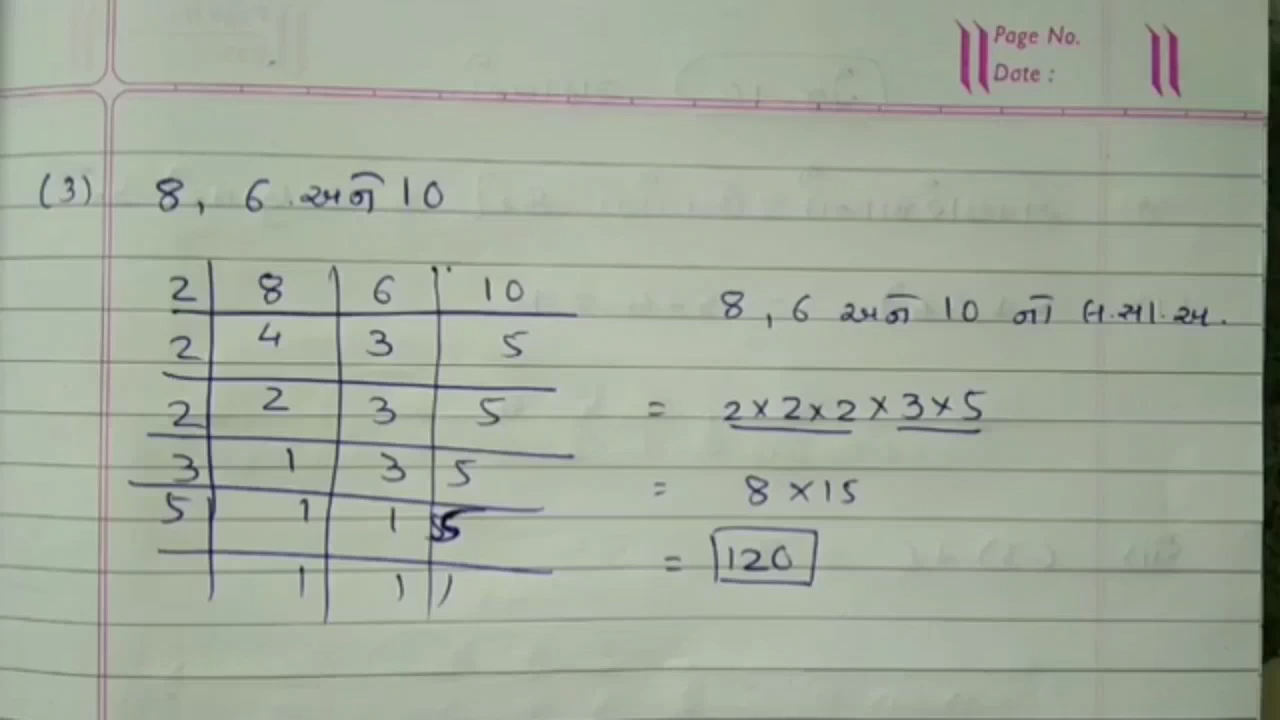 Page No.
Date :
(3) 8, 6 અને 10
2 8 6 10
2 4 3 5
2 2 3 5
3 1 3 5
5 1 1 5
1 1 1
8, 6 અને 10 નો લ.સા.અ.
= 2 × 2 × 2 × 3 × 5
= 8 × 15
= 120